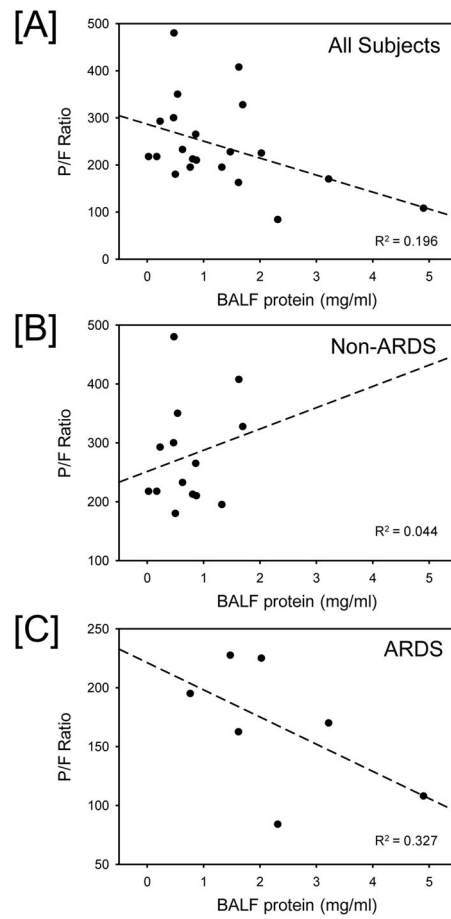 [A]
All Subjects
500
400
300
200
100
0
P/F Ratio
R² = 0.196
0 1 2 3 4 5
BALF protein (mg/ml)
[B]
Non-ARDS
500
400
300
200
100
P/F Ratio
R² = 0.044
0 1 2 3 4 5
BALF protein (mg/ml)
[C]
ARDS
250
200
150
100
50
P/F Ratio
R² = 0.327
0 1 2 3 4 5
BALF protein (mg/ml)